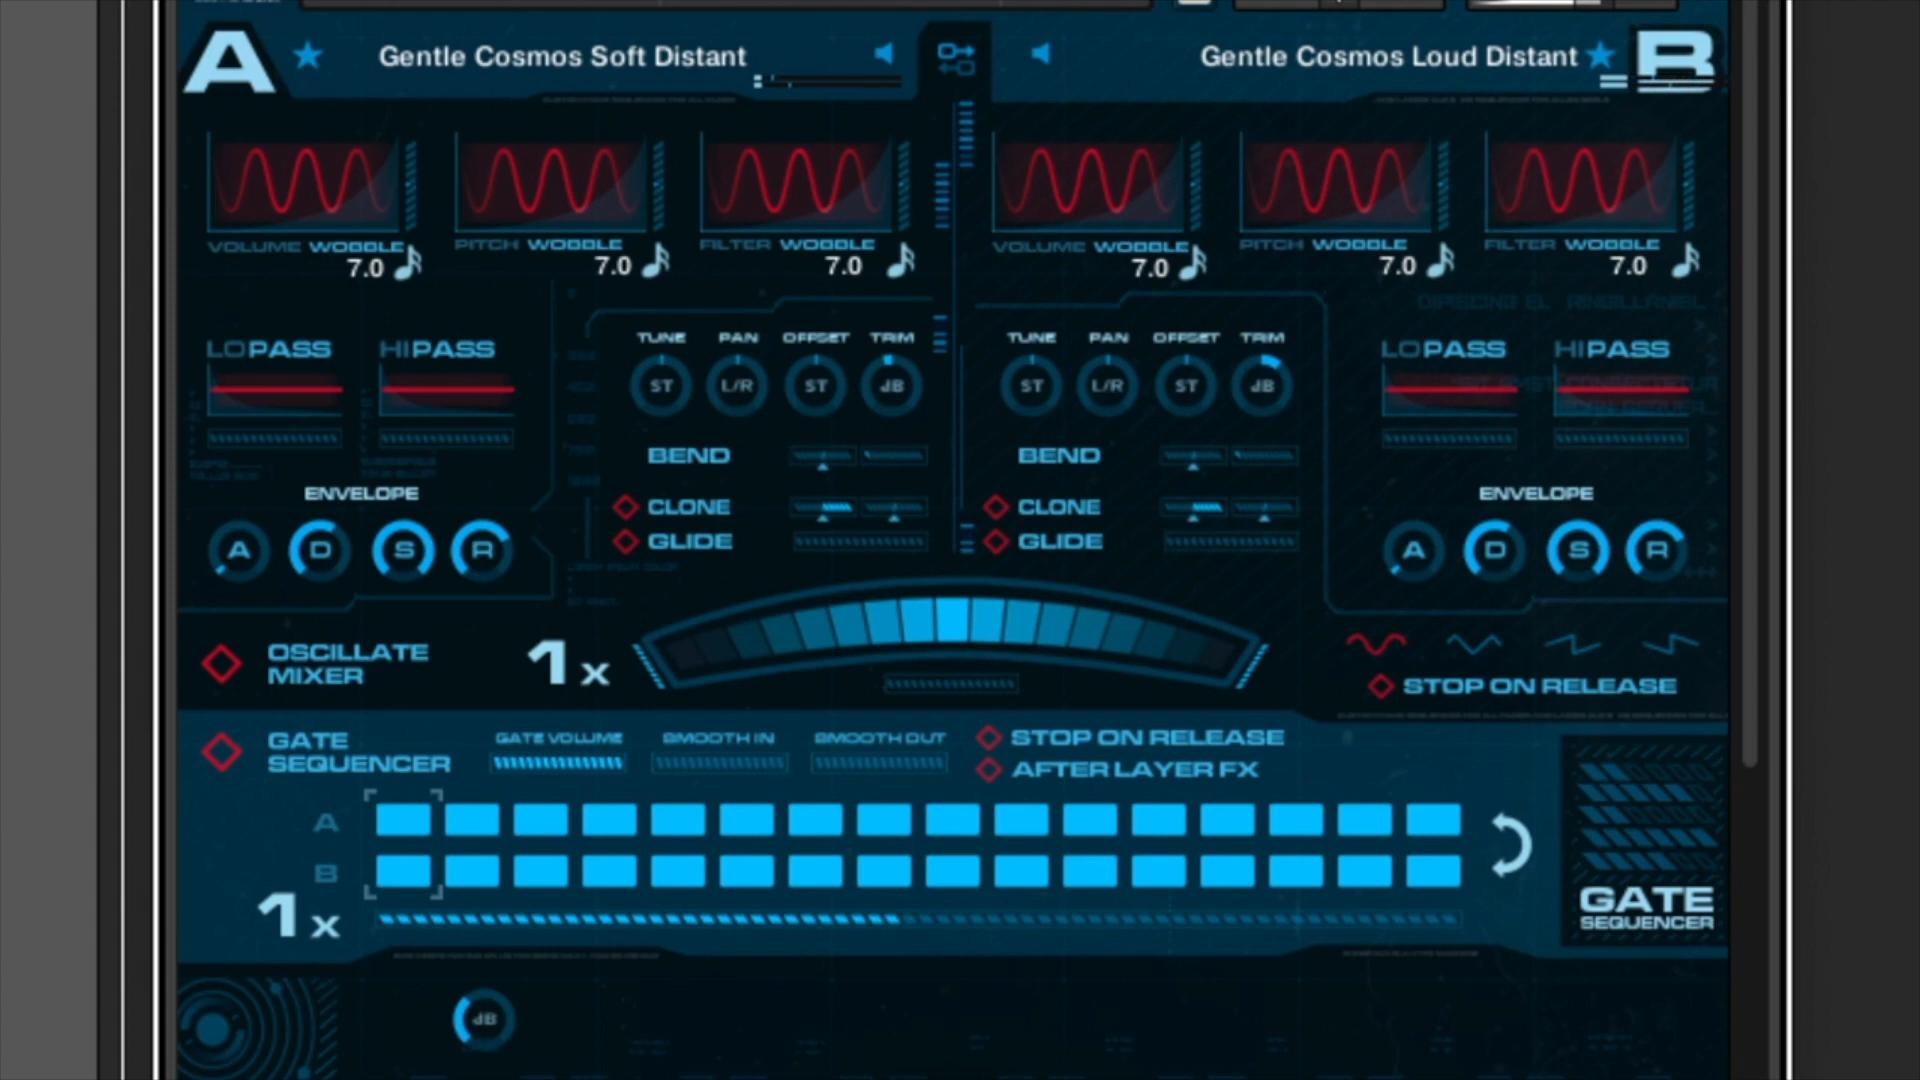 A Gentle Cosmos Soft Distant Gentle Cosmos Loud Distant B
VOLUME WOBBLE PITCH WOBBLE FILTER WOBBLE VOLUME WOBBLE PITCH WOBBLE FILTER WOBBLE
7.0 7.0 7.0 7.0 7.0 7.0
TUNE PAN OFFSET TRIM TUNE PAN OFFSET TRIM
LOPASS HIPASS LOPASS HIPASS
ST L/R ST dB ST L/R ST dB
BEND BEND
ENVELOPE ENVELOPE
CLONE CLONE
GLIDE GLIDE
A D S R A D S R
OSCILLATE
MIXER
1x
STOP ON RELEASE
GATE
SEQUENCER
GATE VOLUME SMOOTH IN SMOOTH OUT
STOP ON RELEASE
AFTER LAYER FX
A
B
1x
GATE
SEQUENCER
dB